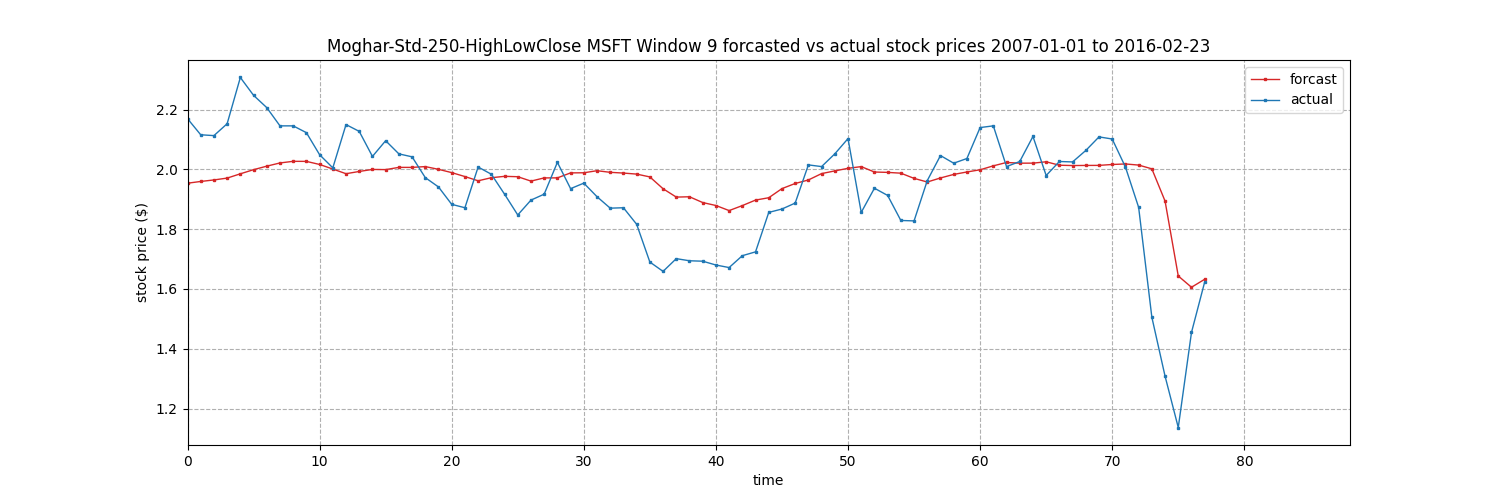 Moghar-Std-250-HighLowClose MSFT Window 9 forcasted vs actual stock prices 2007-01-01 to 2016-02-23
forcast
actual
stock price ($)
2.2
2.0
1.8
1.6
1.4
1.2
0 10 20 30 40 50 60 70 80
time